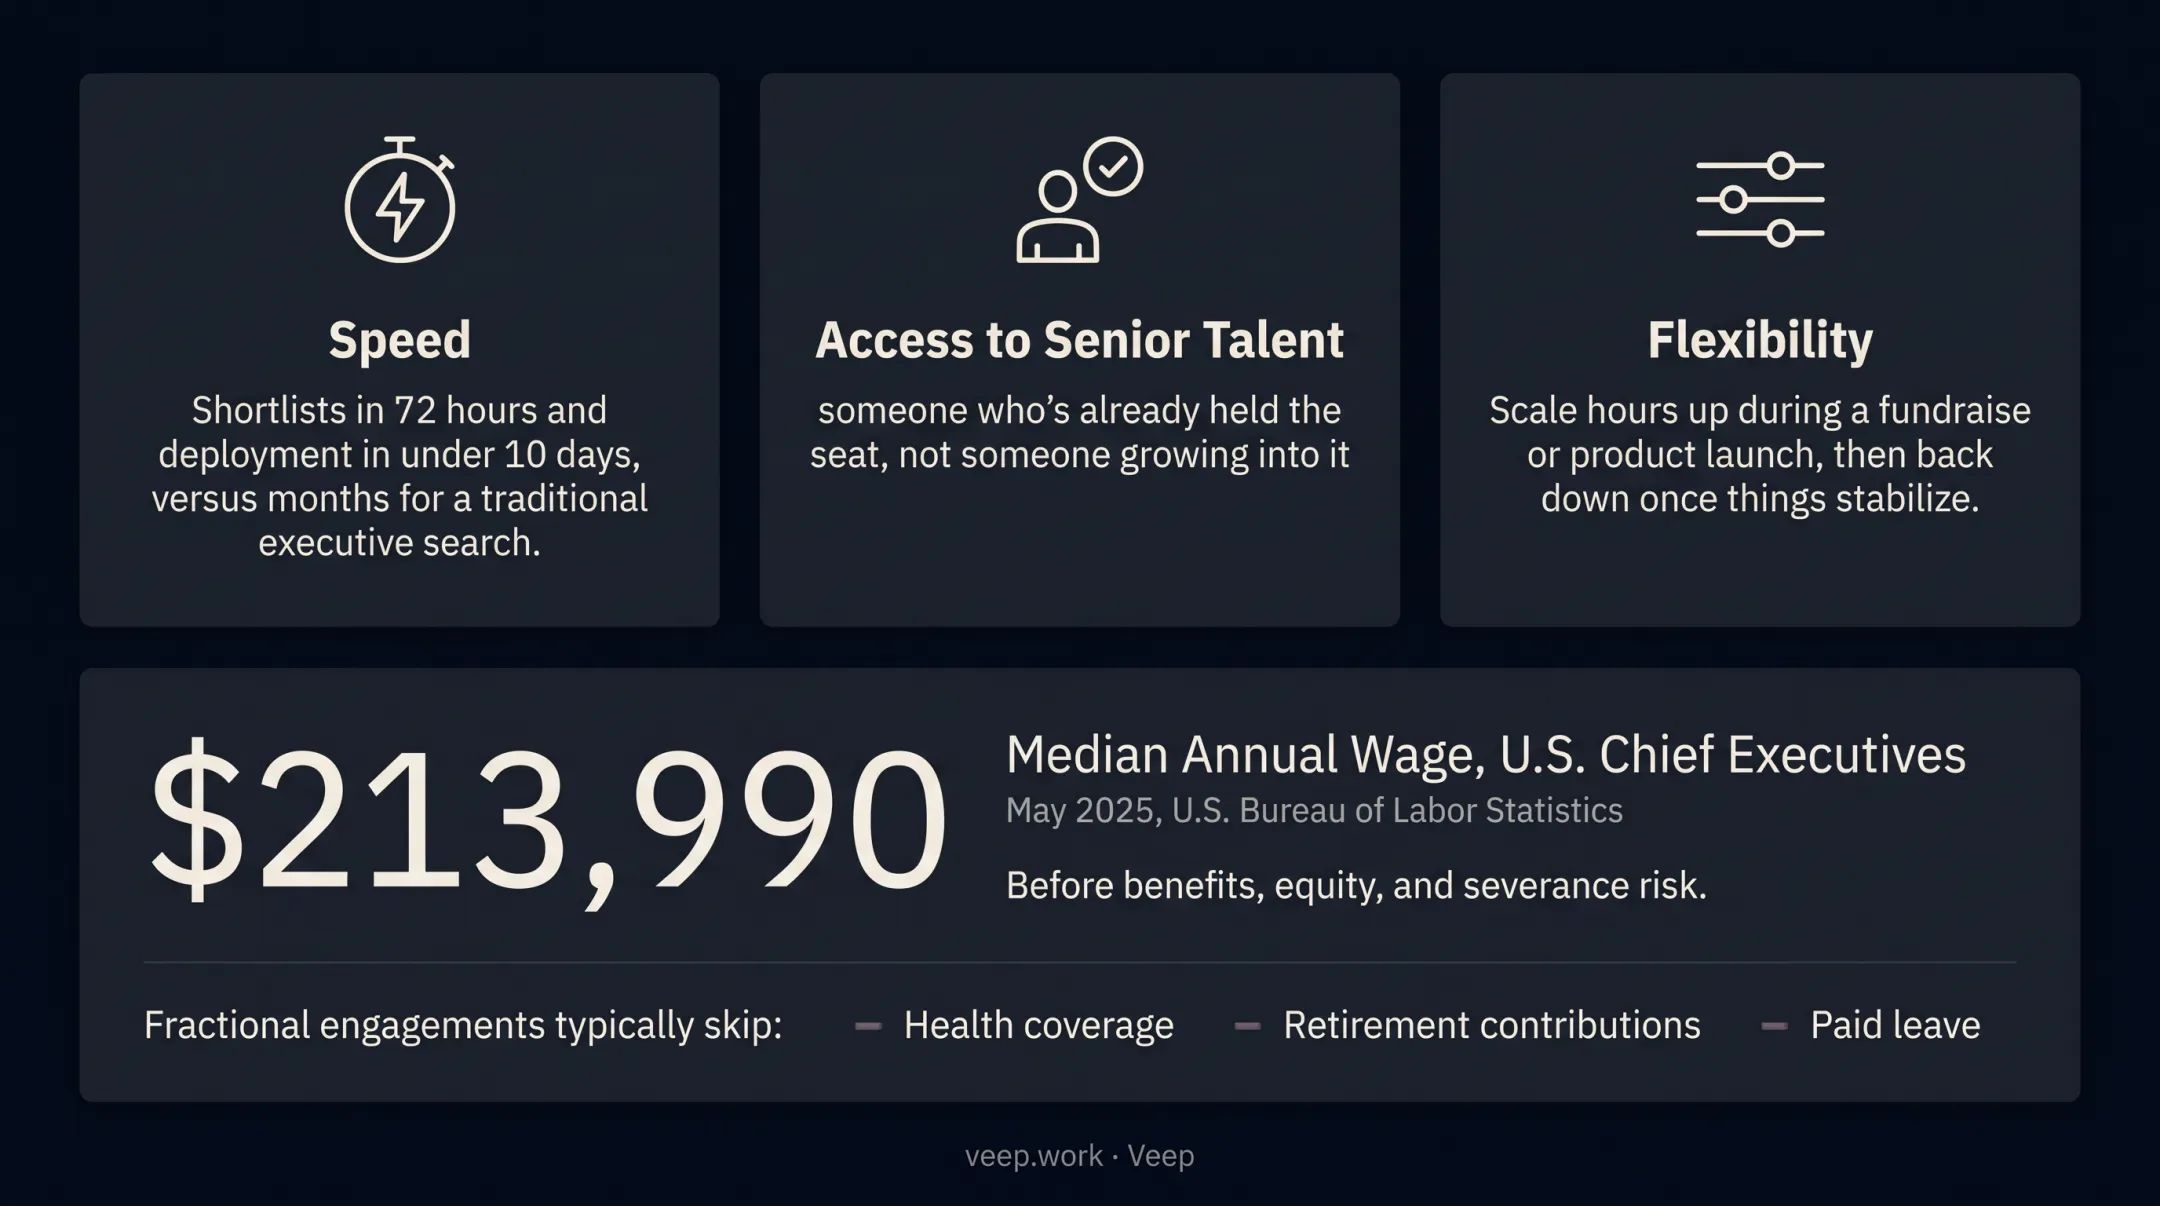 Speed
Shortlists in 72 hours and
deployment in under 10 days,
versus months for a traditional
executive search.
Access to Senior Talent
someone who’s already held the
seat, not someone growing into it
Flexibility
Scale hours up during a fundraise
or product launch, then back
down once things stabilize.
$213,990
Median Annual Wage, U.S. Chief Executives
May 2025, U.S. Bureau of Labor Statistics
Before benefits, equity, and severance risk.
Fractional engagements typically skip: – Health coverage – Retirement contributions – Paid leave
veep.work · Veep